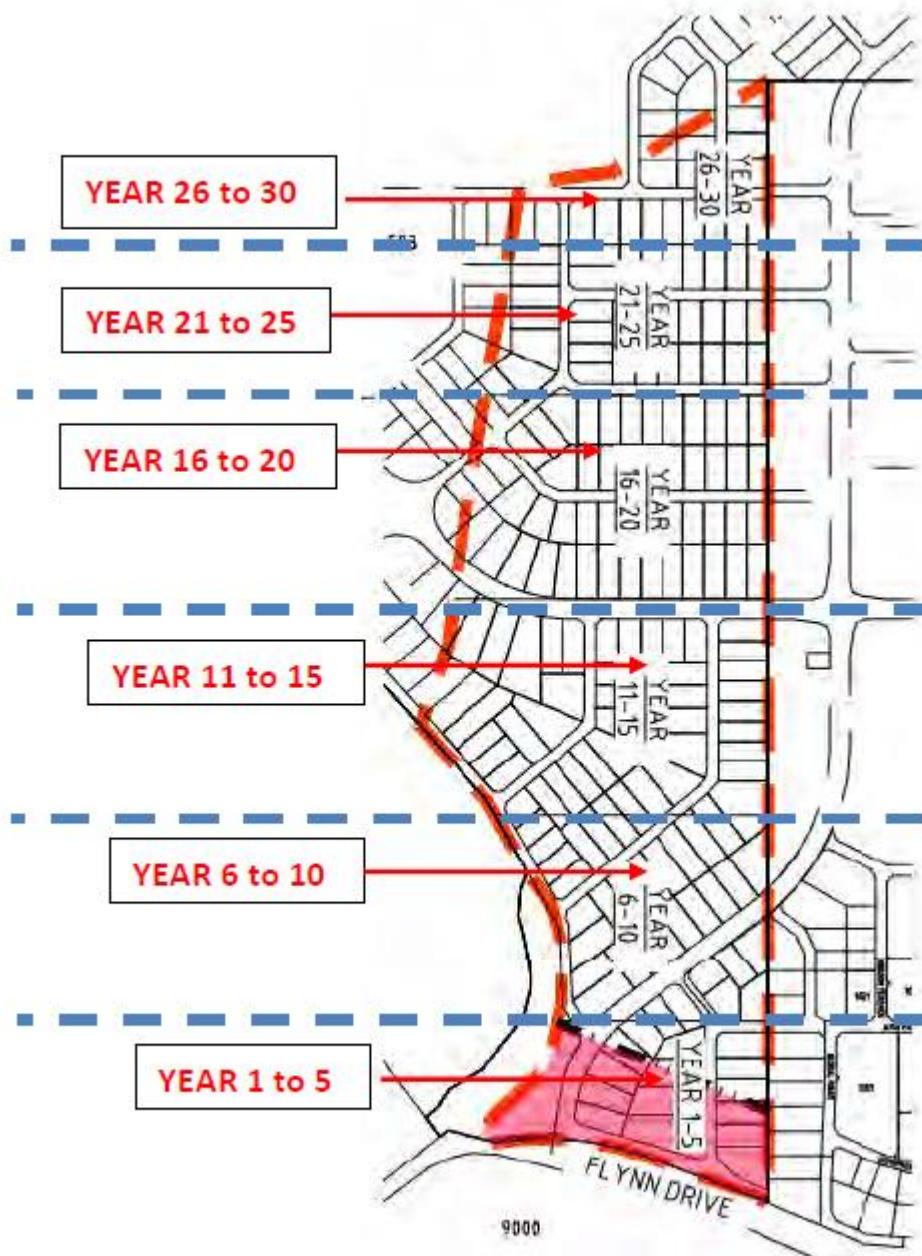 YEAR 26 to 30
YEAR
26-30
YEAR 21 to 25
YEAR
21-25
YEAR 16 to 20
YEAR
16-20
YEAR 11 to 15
YEAR
11-15
YEAR 6 to 10
YEAR
6-10
YEAR 1 to 5
YEAR 1-5
FLYNN DRIVE
9000